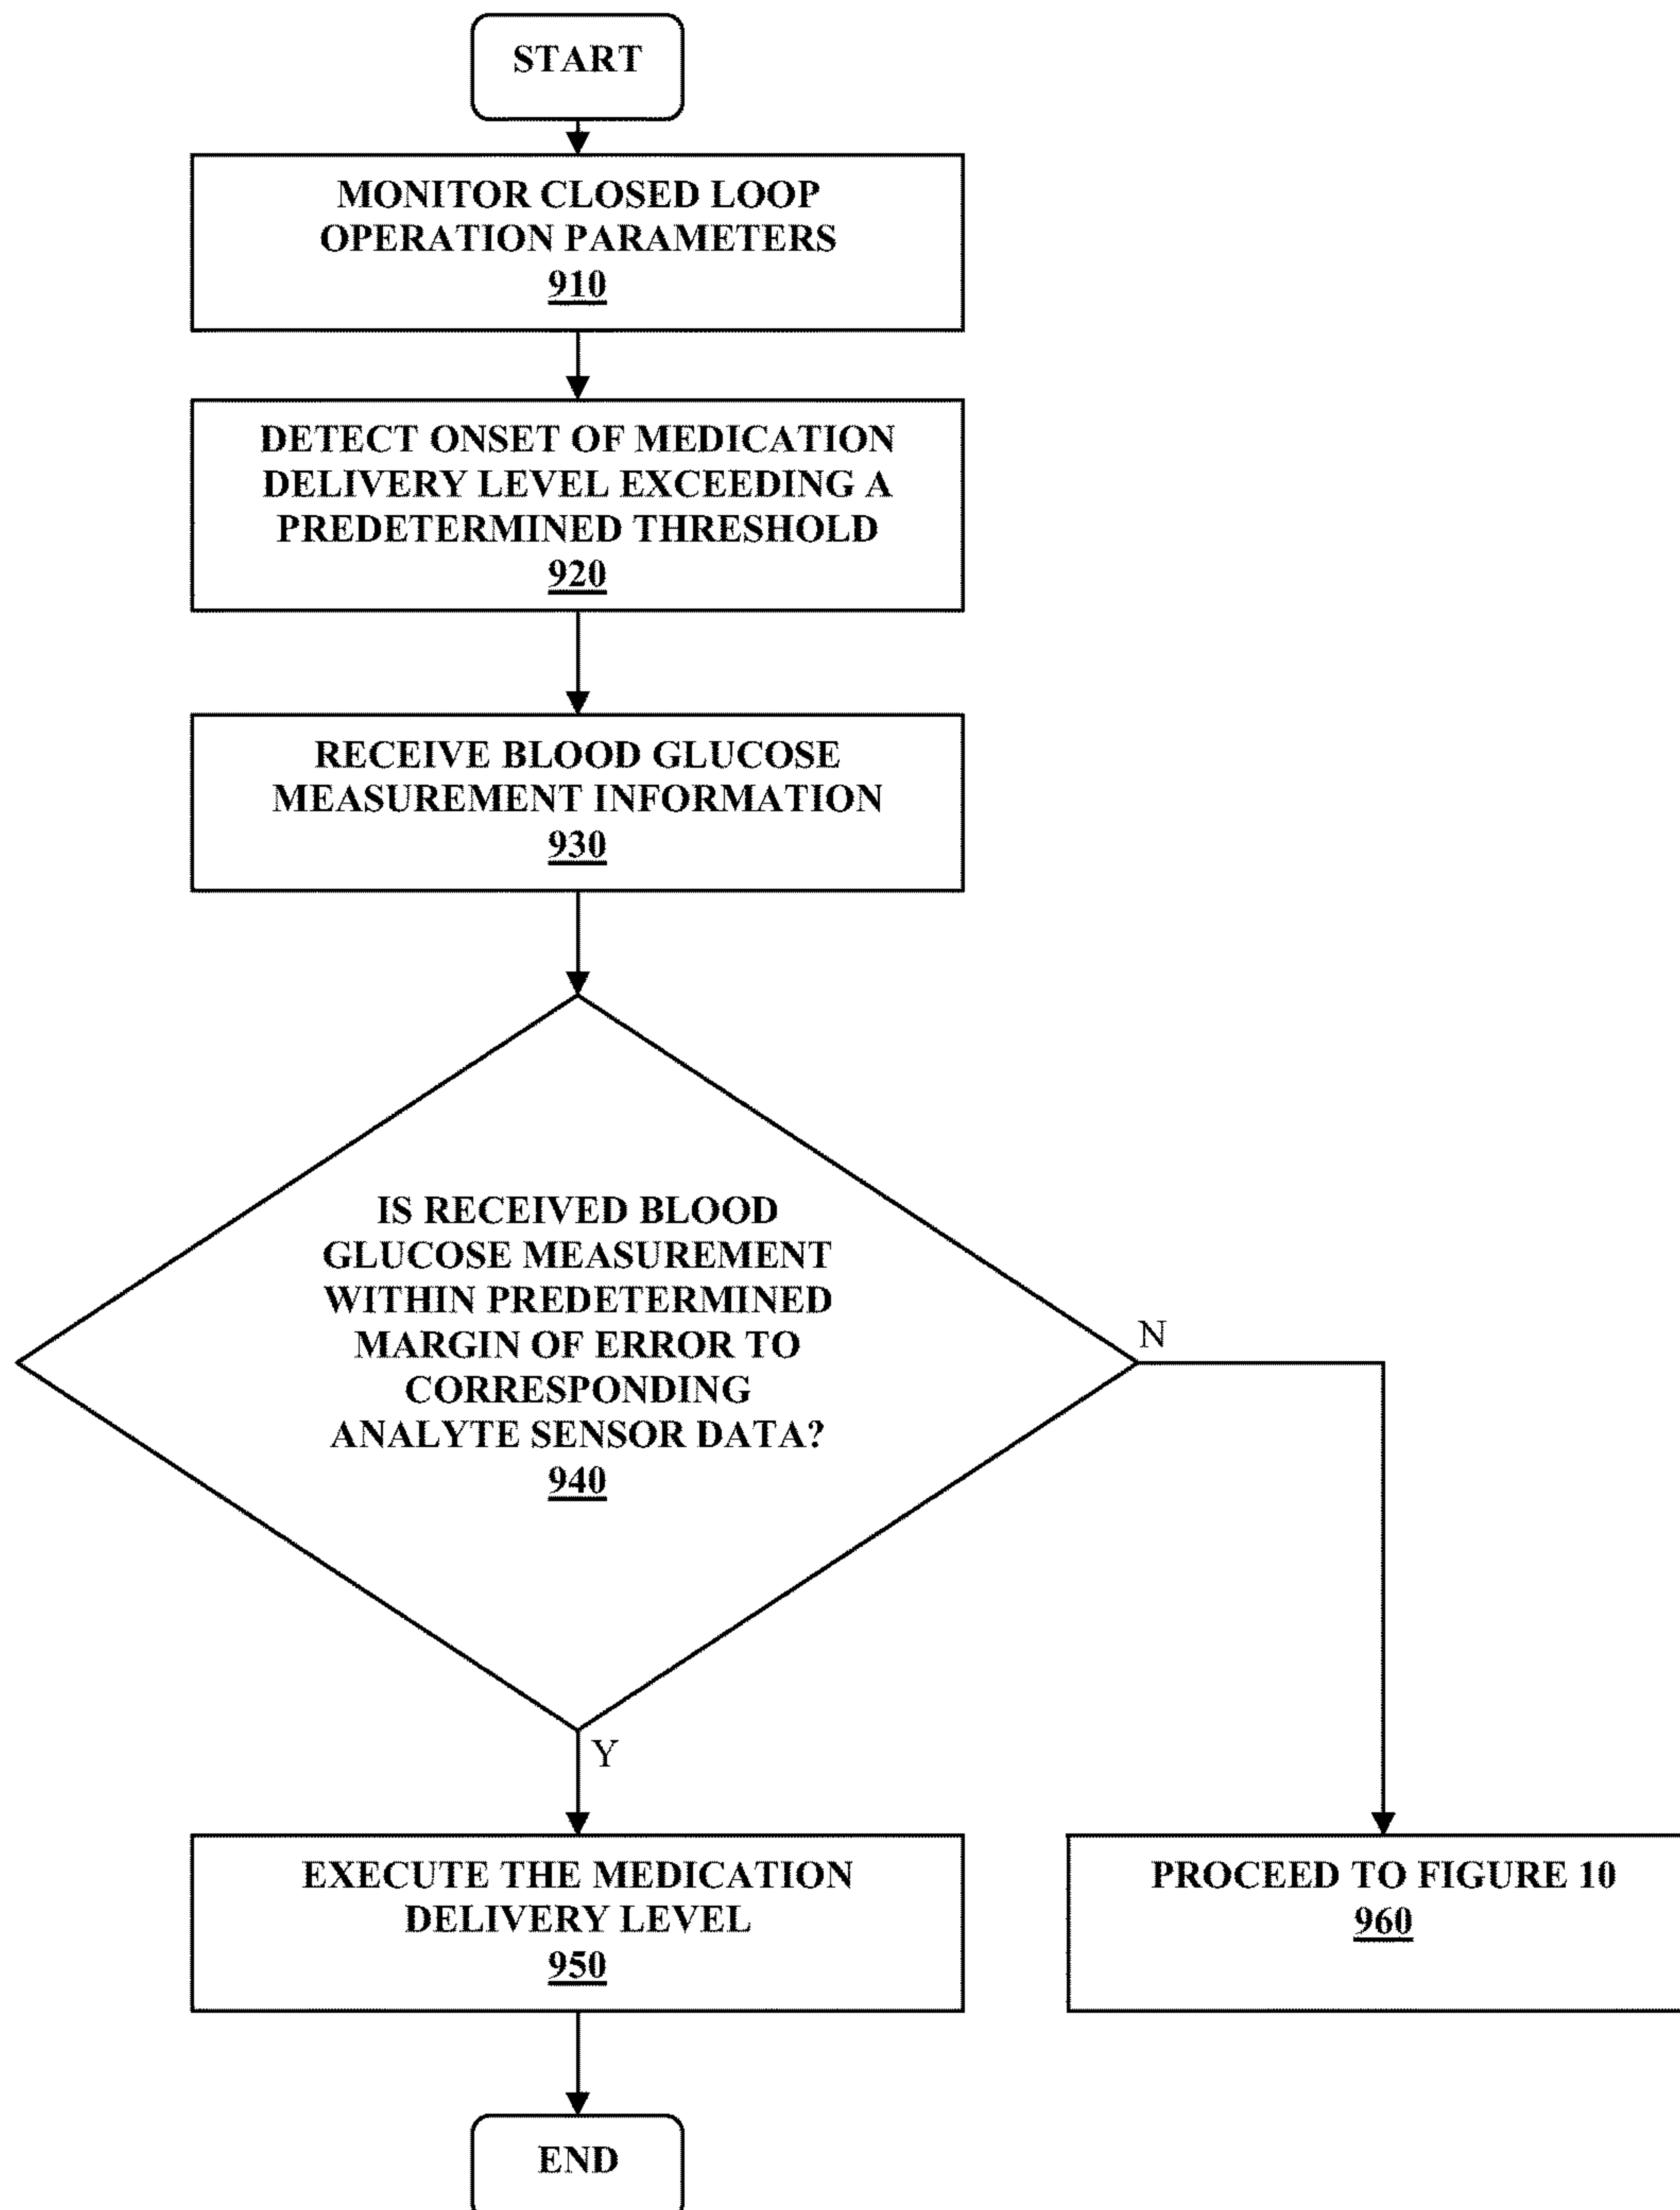 START
MONITOR CLOSED LOOP
OPERATION PARAMETERS
910
DETECT ONSET OF MEDICATION
DELIVERY LEVEL EXCEEDING A
PREDETERMINED THRESHOLD
920
RECEIVE BLOOD GLUCOSE
MEASUREMENT INFORMATION
930
IS RECEIVED BLOOD
GLUCOSE MEASUREMENT
WITHIN PREDETERMINED
MARGIN OF ERROR TO
CORRESPONDING
ANALYTE SENSOR DATA?
940
N
Y
EXECUTE THE MEDICATION
DELIVERY LEVEL
950
PROCEED TO FIGURE 10
960
END